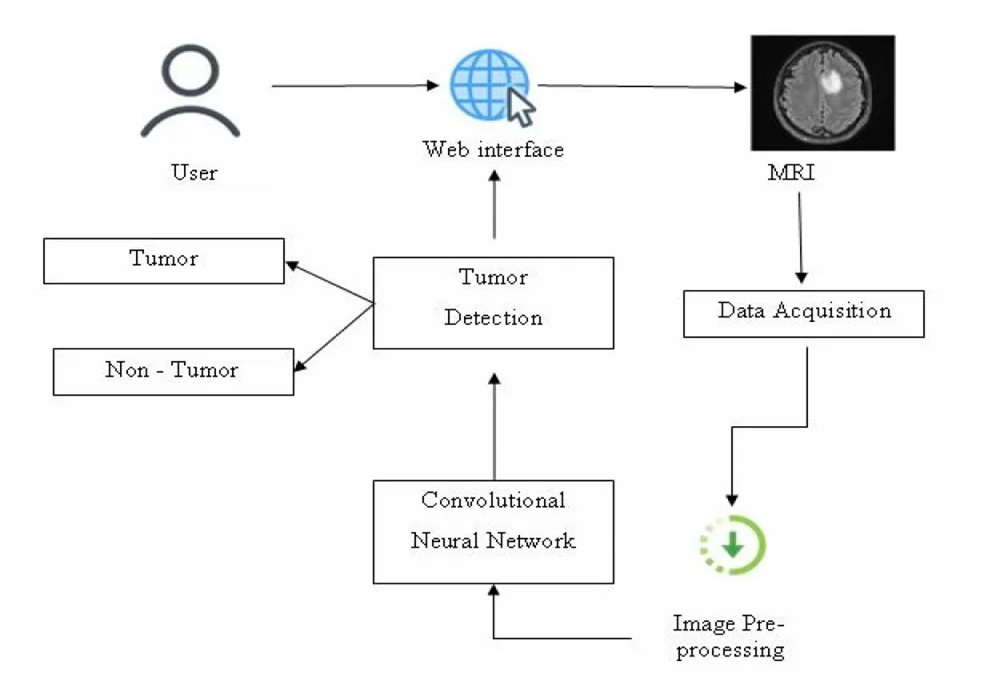 User
Web interface
MRI
Tumor
Tumor
Detection
Data Acquisition
Non - Tumor
Convolutional
Neural Network
Image Pre-
processing